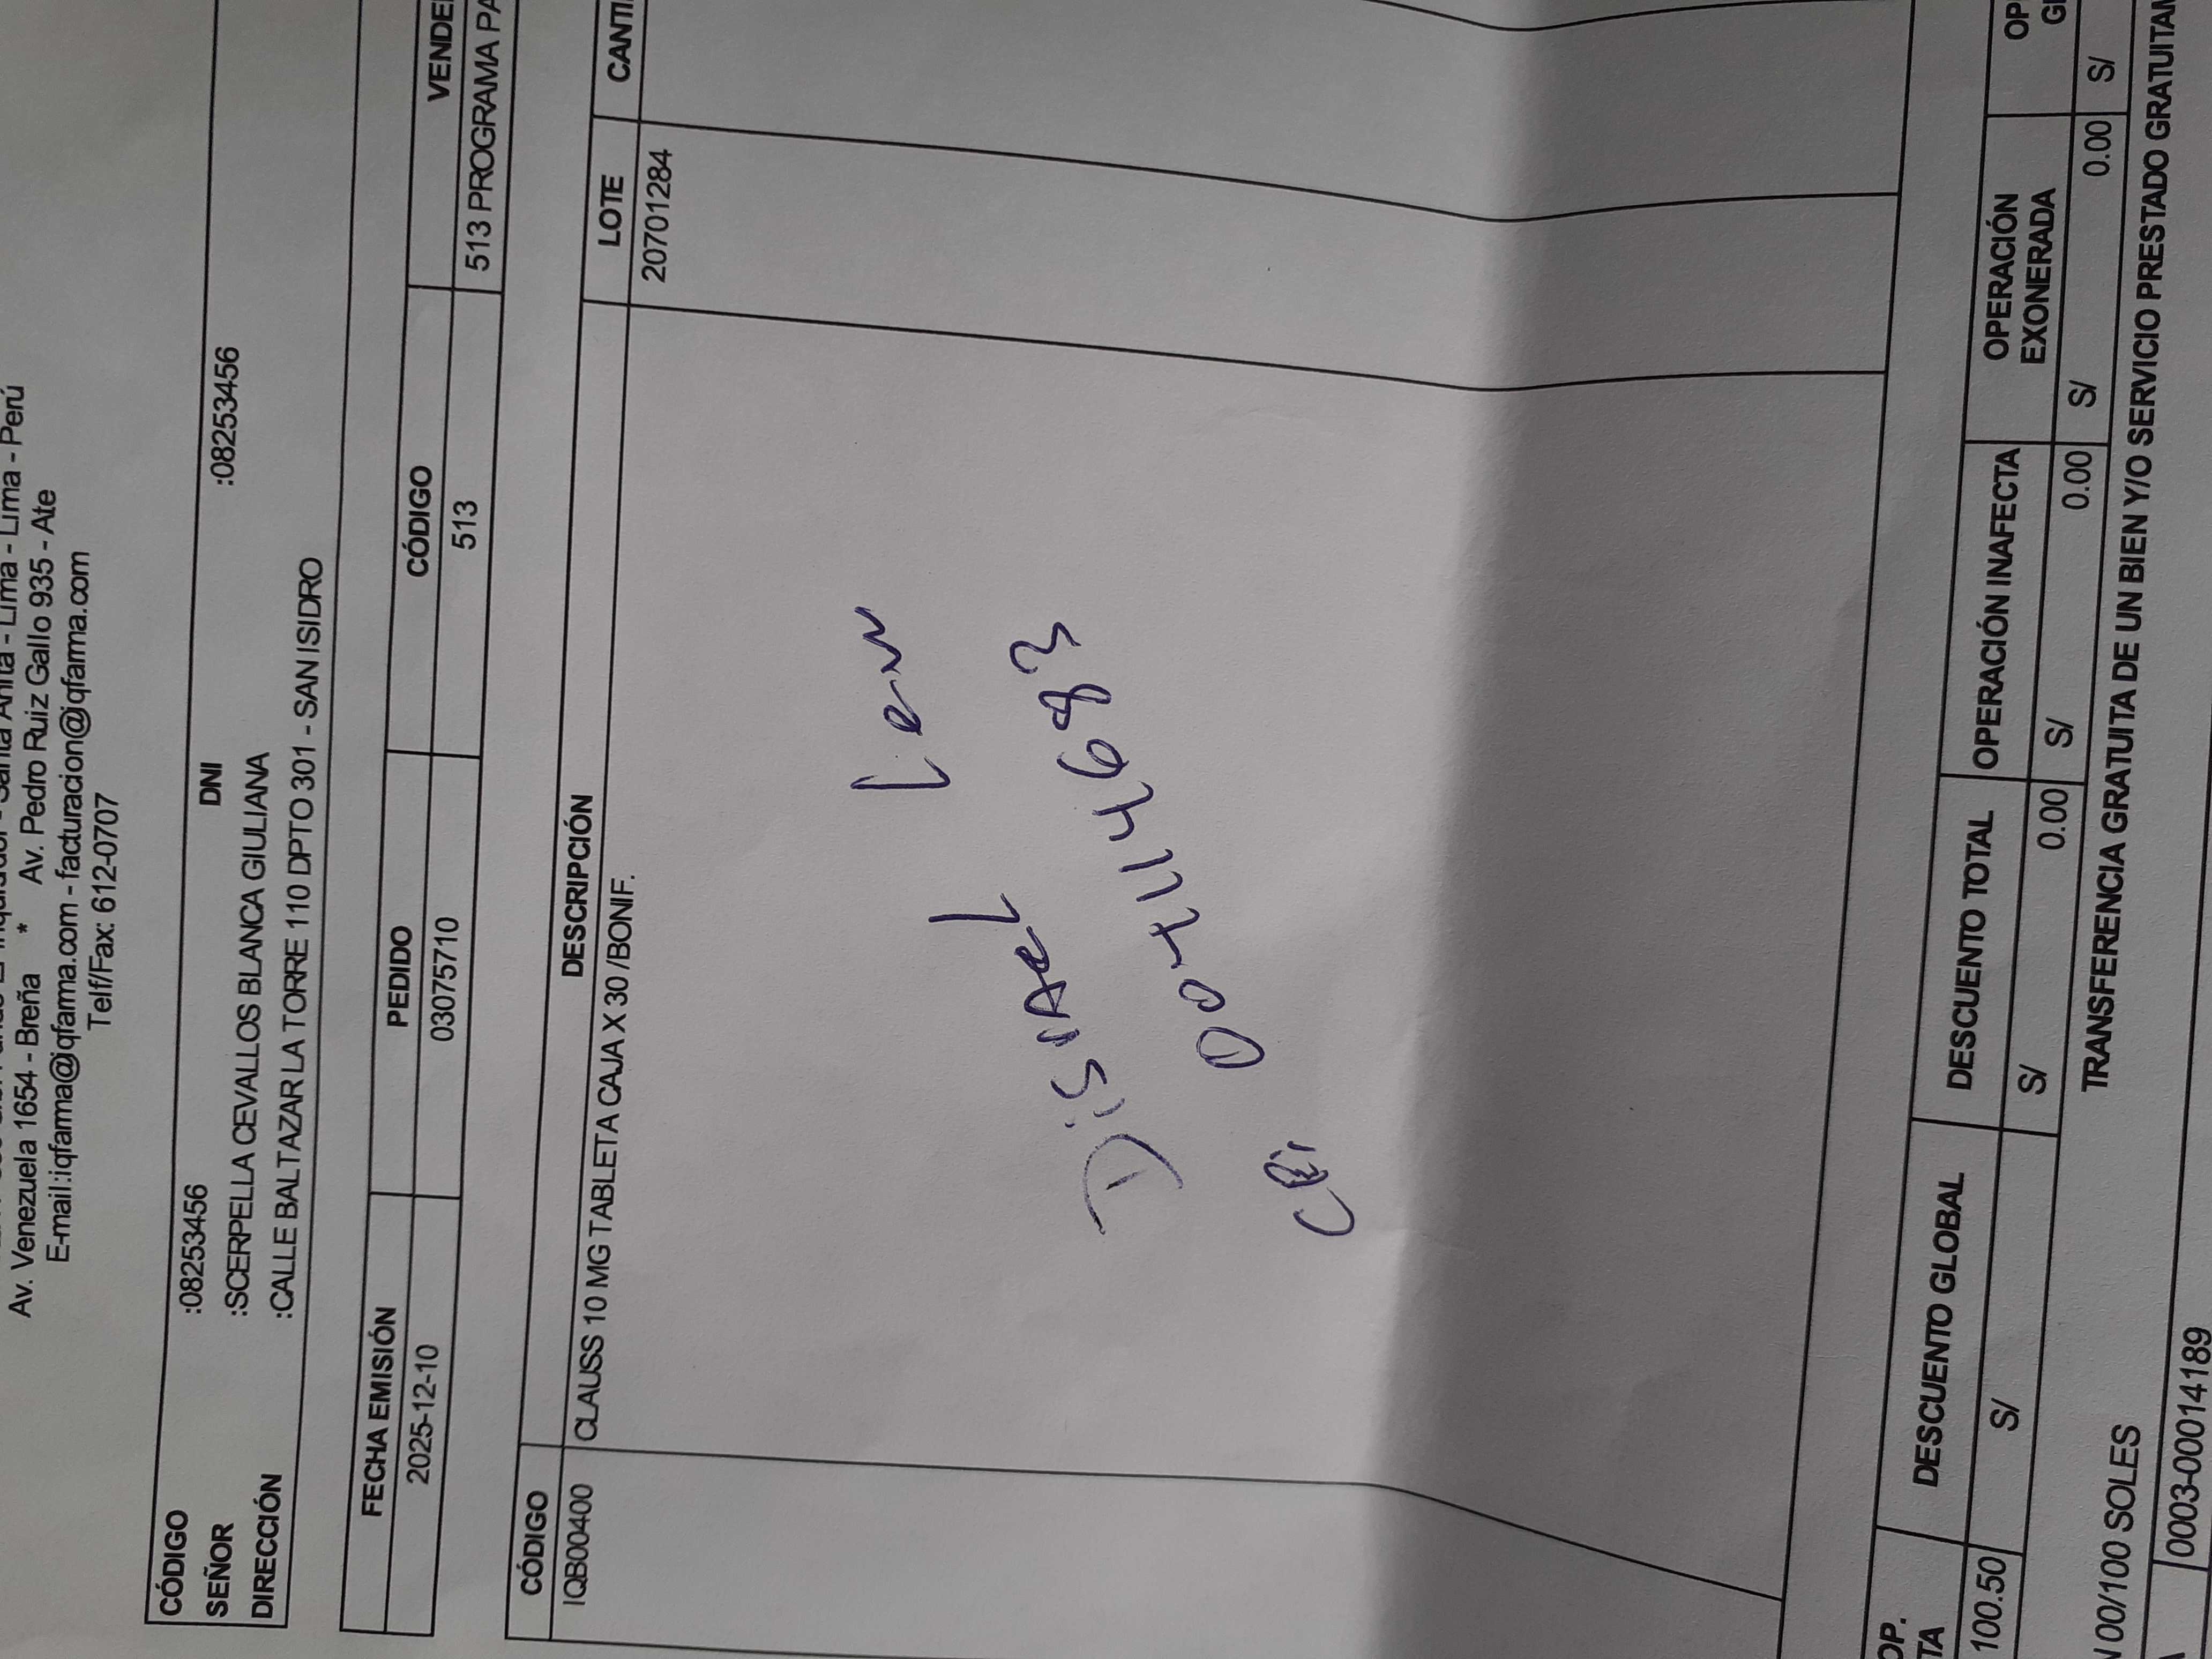 Av. Venezuela 1654 - Breña * Av. Pedro Ruiz Gallo 935 - Ate
E-mail:iqfarma@iqfarma.com - facturacion@iqfarma.com
Telf/Fax: 612-0707
CÓDIGO :08253456 DNI :08253456
SEÑOR :SCERPELLA CEVALLOS BLANCA GIULIANA
DIRECCIÓN :CALLE BALTAZAR LA TORRE 110 DPTO 301 - SAN ISIDRO
FECHA EMISIÓN PEDIDO CÓDIGO VENDE
2025-12-10 03075710 513 513 PROGRAMA PA
CÓDIGO DESCRIPCIÓN LOTE CANTI
IQB00400 CLAUSS 10 MG TABLETA CAJA X 30 /BONIF. 20701284
OP. DESCUENTO GLOBAL DESCUENTO TOTAL OPERACIÓN INAFECTA OPERACIÓN EXONERADA OP
TA G
100.50 S/ S/ 0.00 S/ 0.00 S/ 0.00 S/
TRANSFERENCIA GRATUITA DE UN BIEN Y/O SERVICIO PRESTADO GRATUITAM
00/100 SOLES
0003-00014189